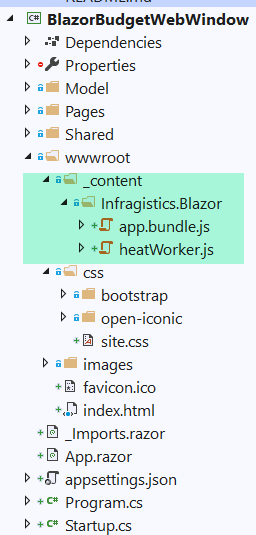 BlazorBudgetWebWindow
Dependencies
Properties
Model
Pages
Shared
wwwroot
_content
Infragistics.Blazor
app.bundle.js
heatWorker.js
css
bootstrap
open-iconic
site.css
images
favicon.ico
index.html
_Imports.razor
App.razor
appsettings.json
C# Program.cs
C# Startup.cs